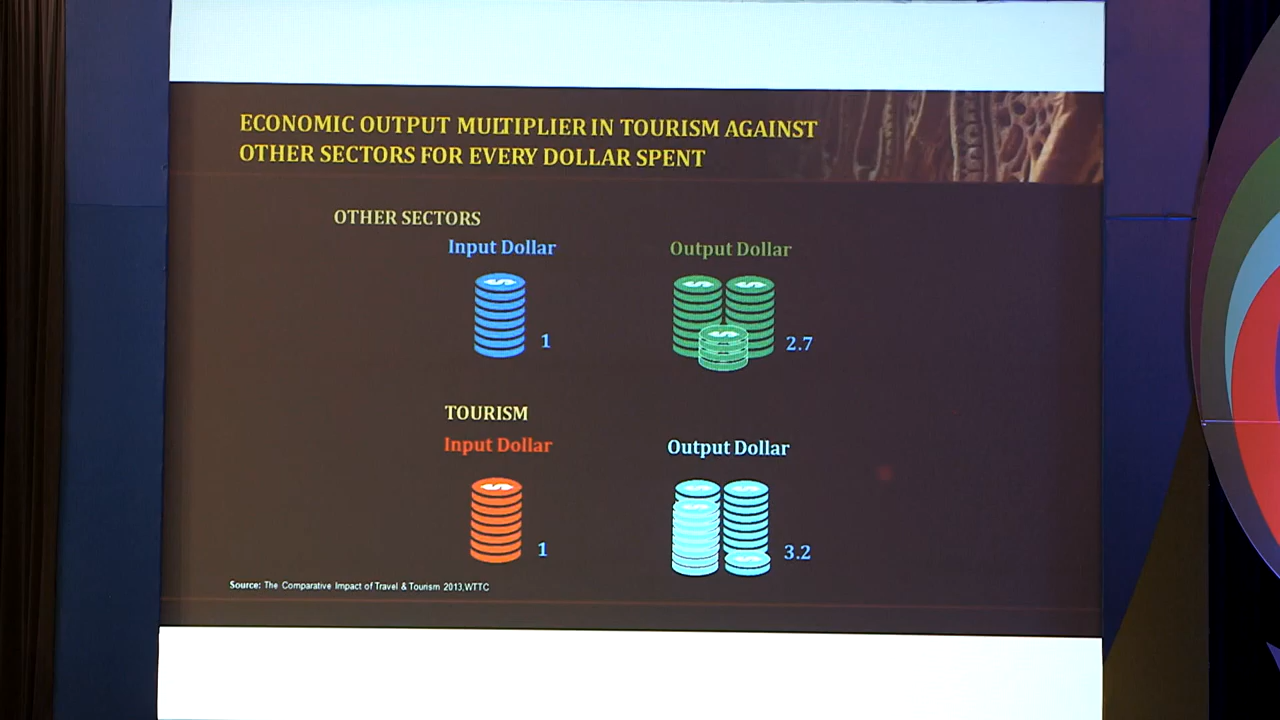 ECONOMIC OUTPUT MULTIPLIER IN TOURISM AGAINST
OTHER SECTORS FOR EVERY DOLLAR SPENT
OTHER SECTORS
Input Dollar
Output Dollar
1
2.7
TOURISM
Input Dollar
Output Dollar
1
3.2
Source: The Comparative Impact of Travel & Tourism 2013,WTTC